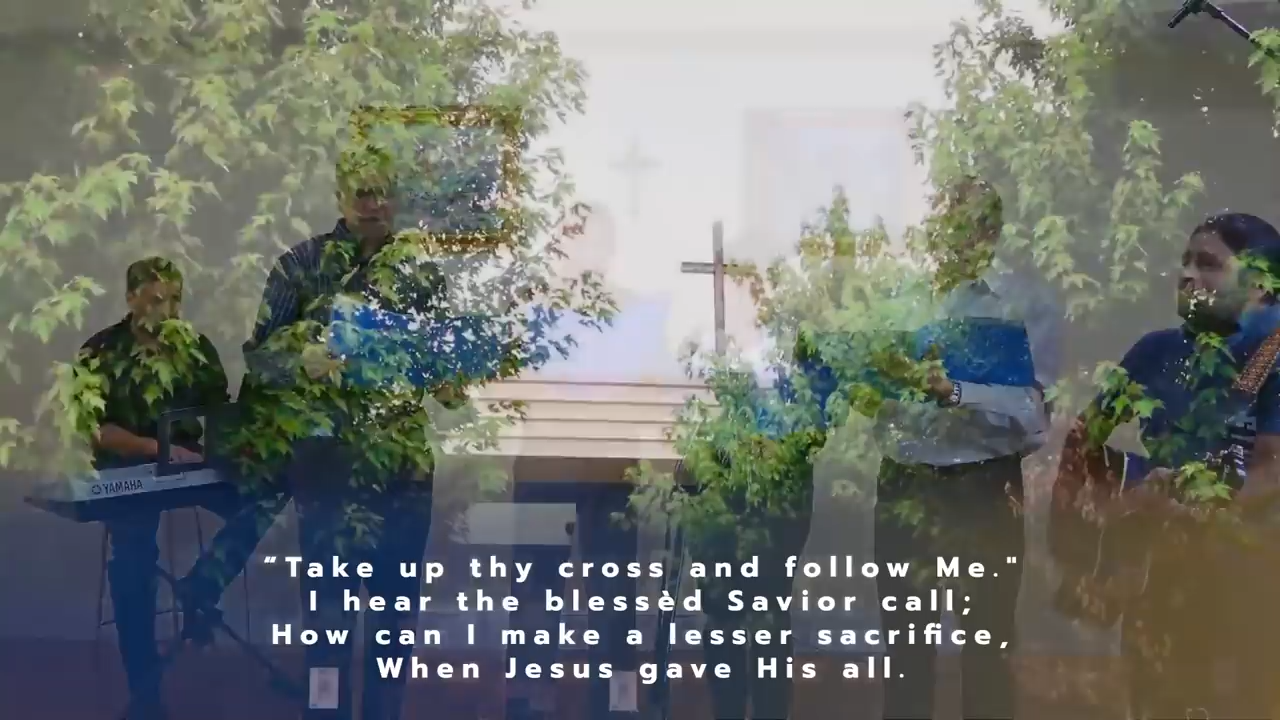 YAMAHA
“Take up thy cross and follow Me."
I hear the blessèd Savior call;
How can I make a lesser sacrifice,
When Jesus gave His all.